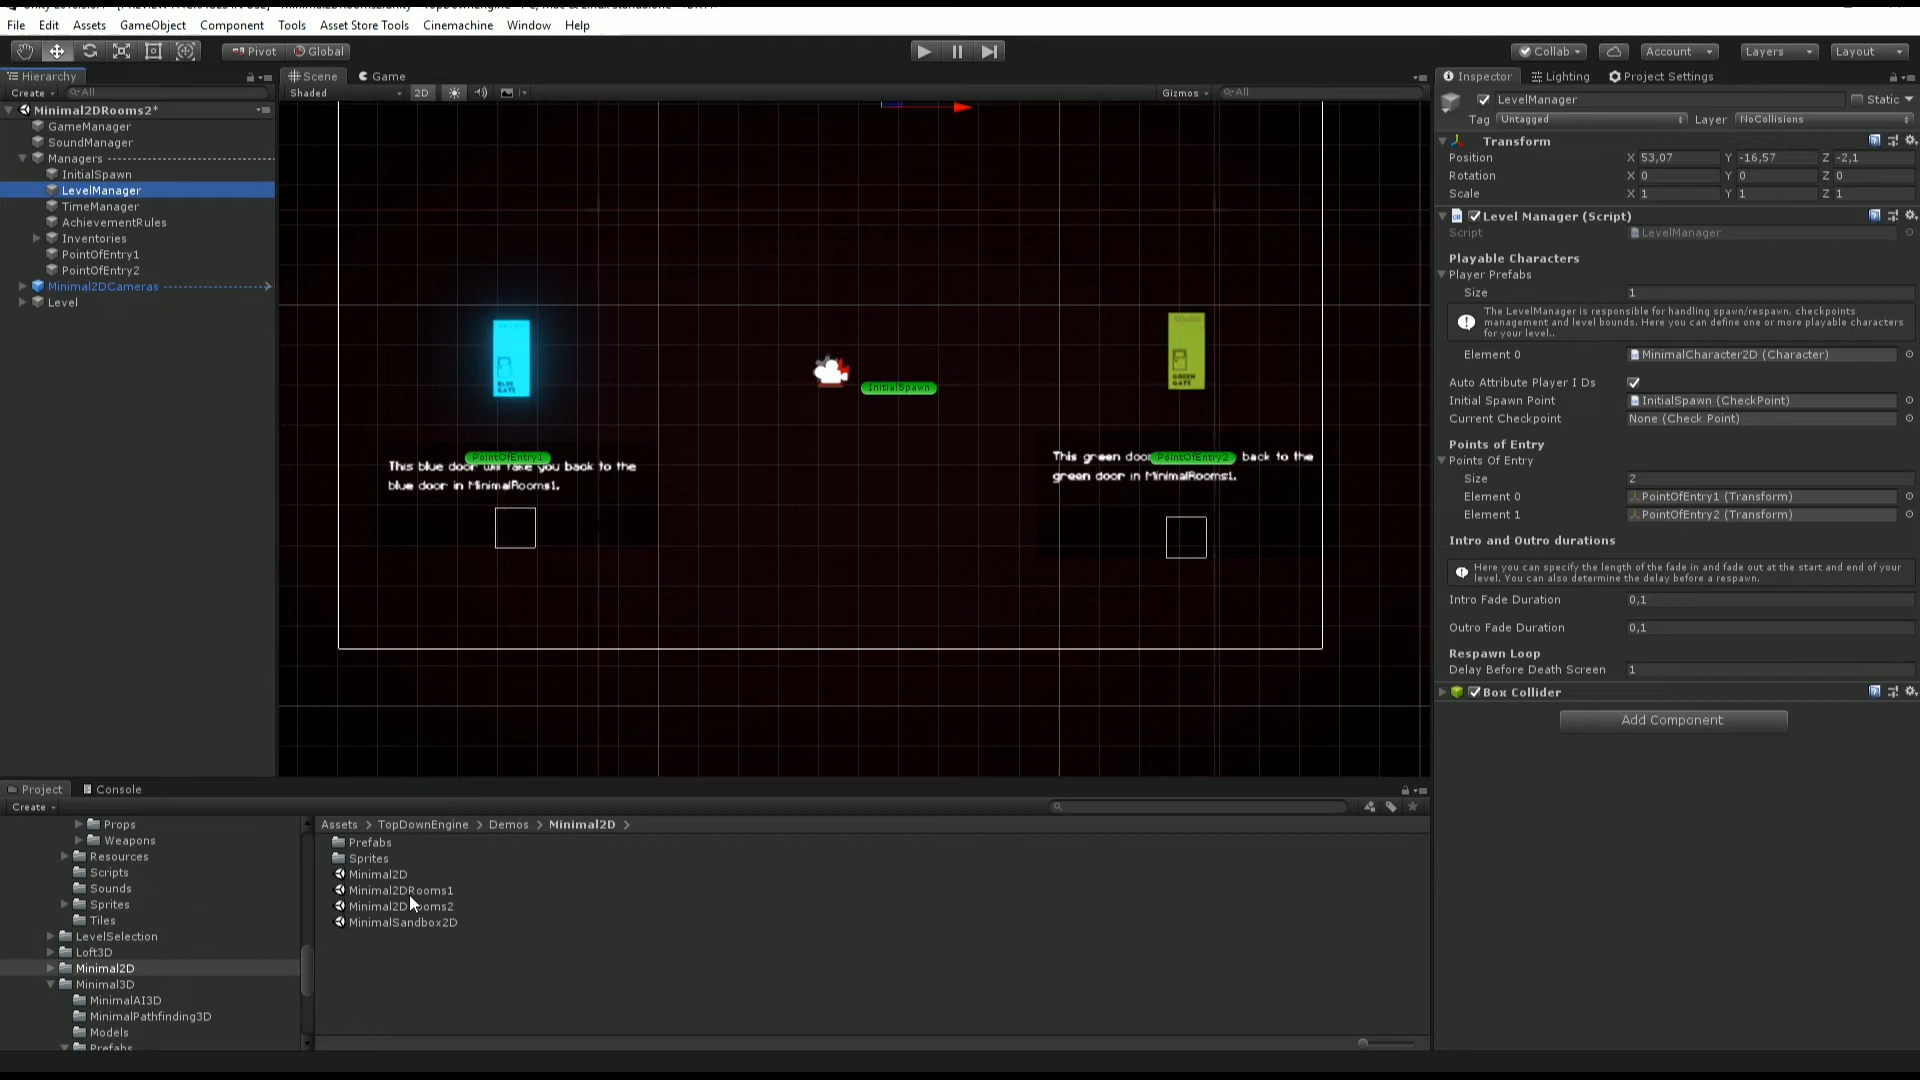 File Edit Assets GameObject Component Tools Asset Store Tools Cinemachine Window Help
Pivot Global Collab Account Layers Layout
Hierarchy
Create All
Minimal2DRooms2*
GameManager
SoundManager
Managers
InitialSpawn
LevelManager
TimeManager
AchievementRules
Inventories
PointOfEntry1
PointOfEntry2
Minimal2DCameras
Level
Scene Game
Shaded 2D Gizmos All
BLUE
GATE
InitialSpawn
GREEN
GATE
PointOfEntry1
This blue door will take you back to the
blue door in MinimalRooms1.
This green door PointOfEntry2 back to the
green door in MinimalRooms1.
Inspector Lighting Project Settings
LevelManager Static
Tag Untagged Layer NoCollisions
Transform
Position X 53,07 Y -16,57 Z -2,1
Rotation X 0 Y 0 Z 0
Scale X 1 Y 1 Z 1
Level Manager (Script)
Script LevelManager
Playable Characters
Player Prefabs
Size 1
The LevelManager is responsible for handling spawn/respawn, checkpoints
management and level bounds. Here you can define one or more playable characters
for your level..
Element 0 MinimalCharacter2D (Character)
Auto Attribute Player I Ds
Initial Spawn Point InitialSpawn (CheckPoint)
Current Checkpoint None (Check Point)
Points of Entry
Points Of Entry
Size 2
Element 0 PointOfEntry1 (Transform)
Element 1 PointOfEntry2 (Transform)
Intro and Outro durations
Here you can specify the length of the fade in and fade out at the start and end of your
level. You can also determine the delay before a respawn.
Intro Fade Duration 0,1
Outro Fade Duration 0,1
Respawn Loop
Delay Before Death Screen 1
Box Collider
Add Component
Project Console
Create
Props
Weapons
Resources
Scripts
Sounds
Sprites
Tiles
LevelSelection
Loft3D
Minimal2D
Minimal3D
MinimalAI3D
MinimalPathfinding3D
Models
Prefabs
Assets > TopDownEngine > Demos > Minimal2D >
Prefabs
Sprites
Minimal2D
Minimal2DRooms1
Minimal2DRooms2
MinimalSandbox2D